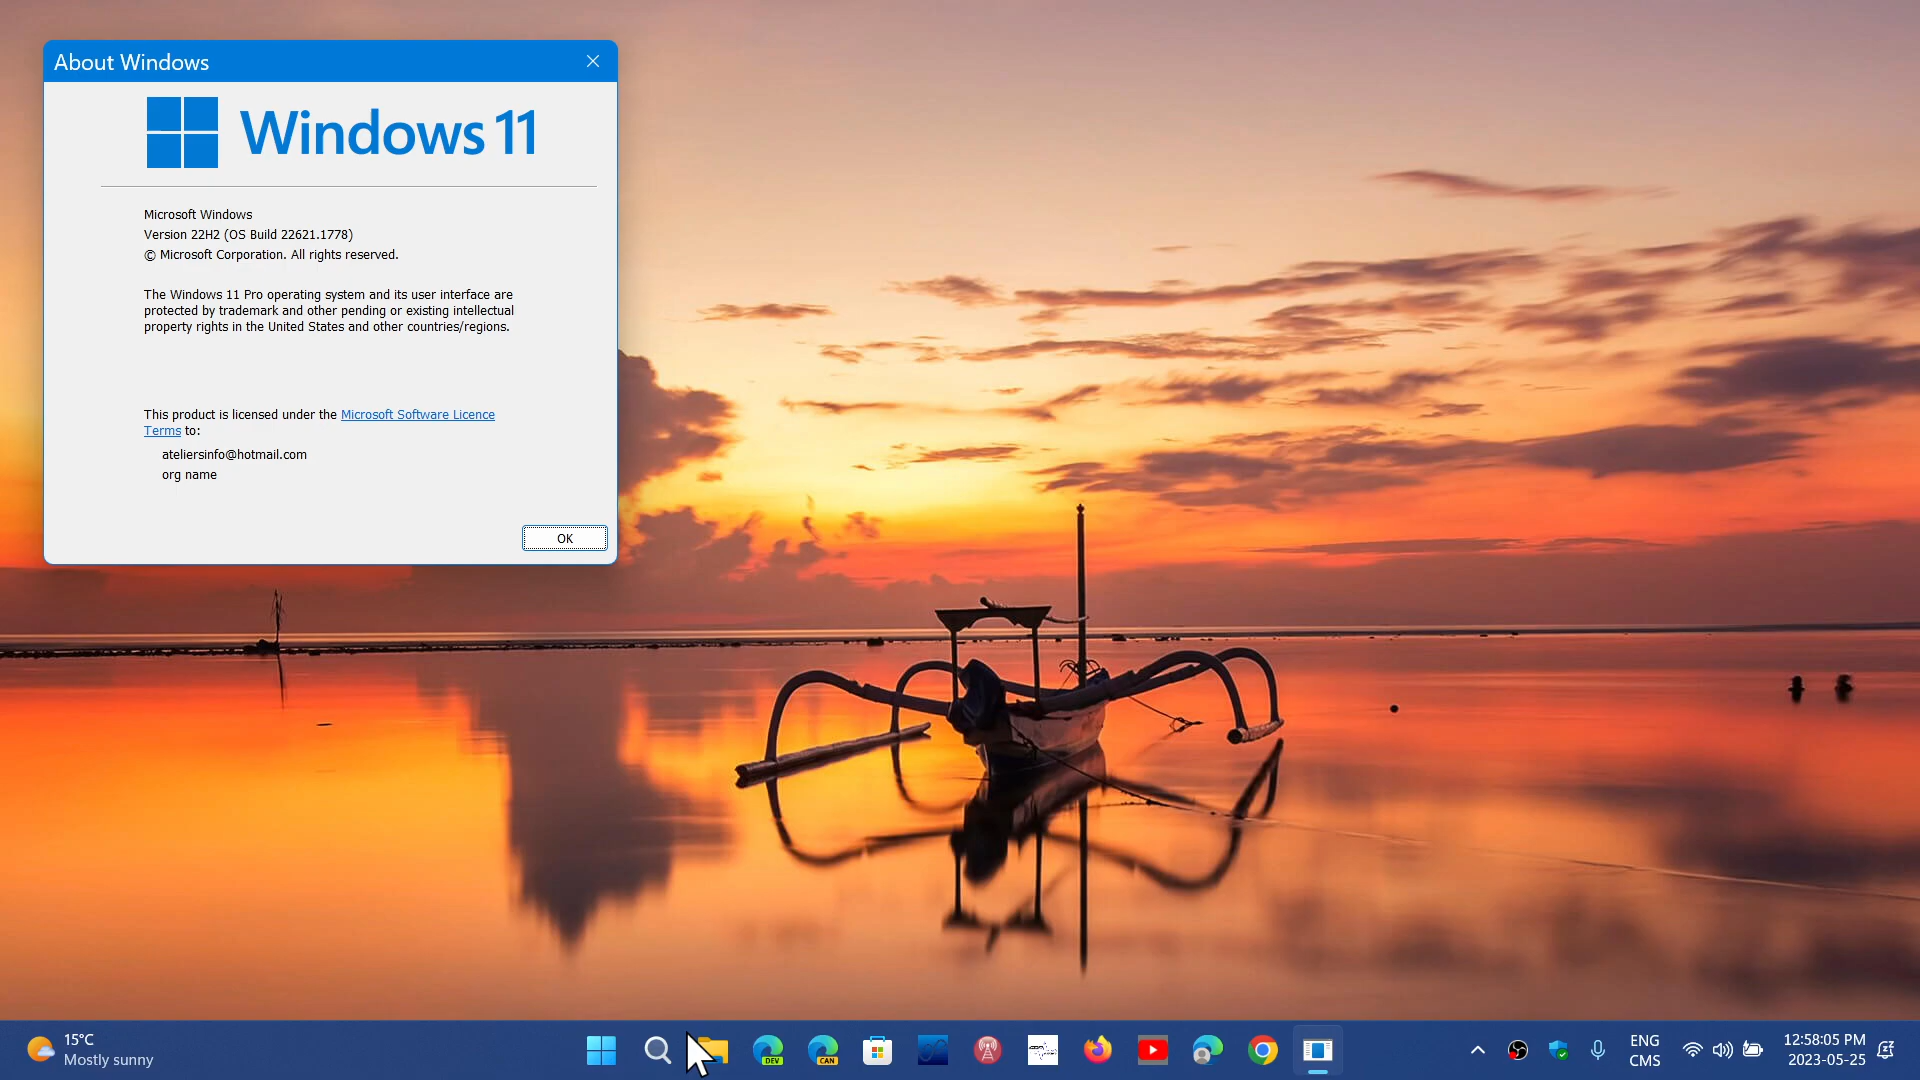 About Windows
Windows 11
Microsoft Windows
Version 22H2 (OS Build 22621.1778)
© Microsoft Corporation. All rights reserved.
The Windows 11 Pro operating system and its user interface are
protected by trademark and other pending or existing intellectual
property rights in the United States and other countries/regions.
This product is licensed under the Microsoft Software Licence
Terms to:
ateliersinfo@hotmail.com
org name
OK
15°C
Mostly sunny
DEV
CAN
ENG
CMS
12:58:05 PM
2023-05-25